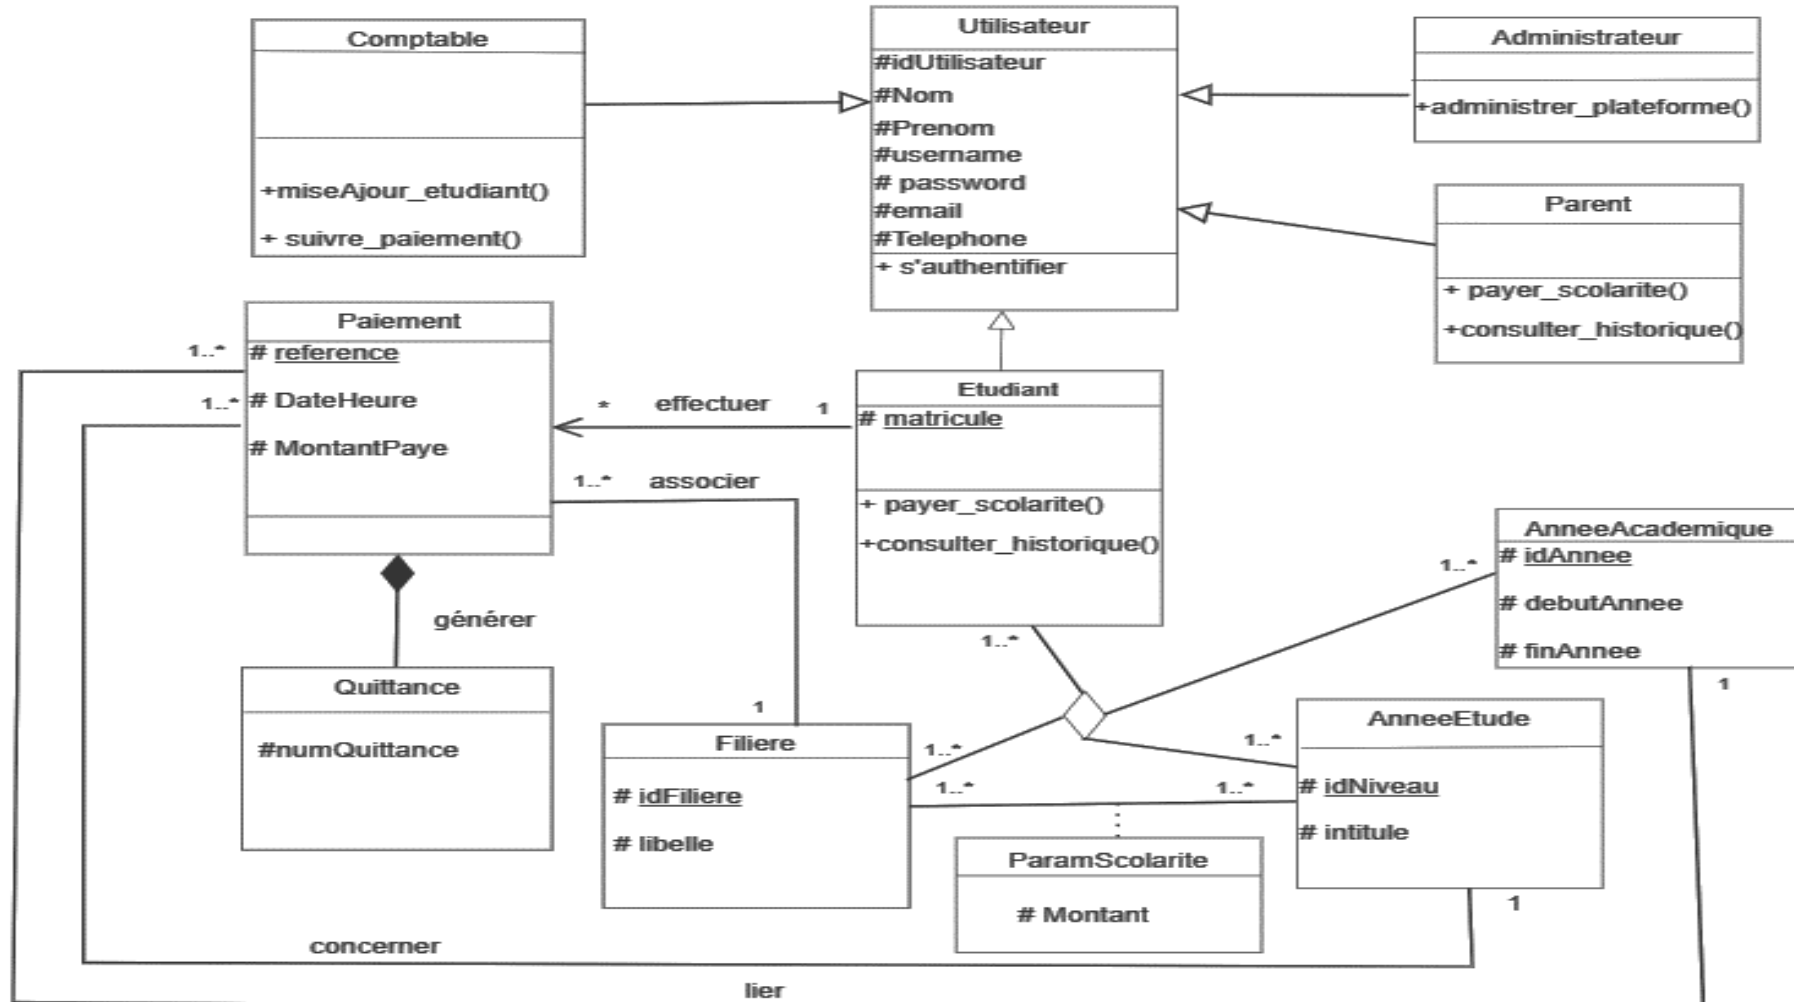 Comptable
+miseAjour_etudiant()
+ suivre_paiement()
Utilisateur
#idUtilisateur
#Nom
#Prenom
#username
# password
#email
#Telephone
+ s'authentifier
Administrateur
+administrer_plateforme()
Parent
+ payer_scolarite()
+consulter_historique()
Paiement
# reference
# DateHeure
# MontantPaye
1..*
1..*
* effectuer 1
1..* associer
Etudiant
# matricule
+ payer_scolarite()
+consulter_historique()
1..*
AnneeAcademique
# idAnnee
# debutAnnee
# finAnnee
1..*
1
générer
Quittance
#numQuittance
1
Filiere
# idFiliere
# libelle
1..*
1..*
1..*
1..*
AnneeEtude
# idNiveau
# intitule
1
ParamScolarite
# Montant
concerner
lier